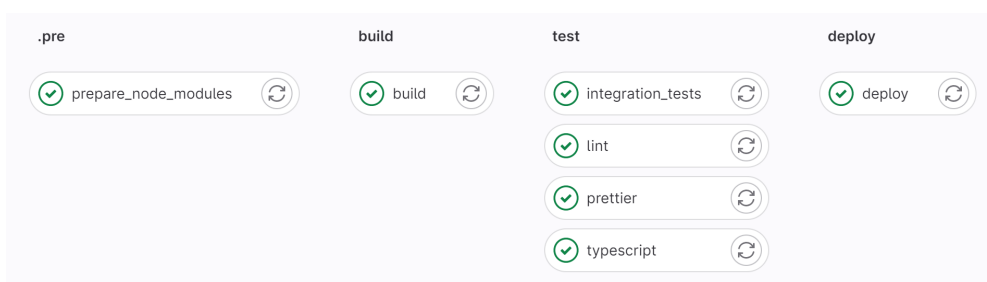 .pre
prepare_node_modules
build
build
test
integration_tests
lint
prettier
typescript
deploy
deploy